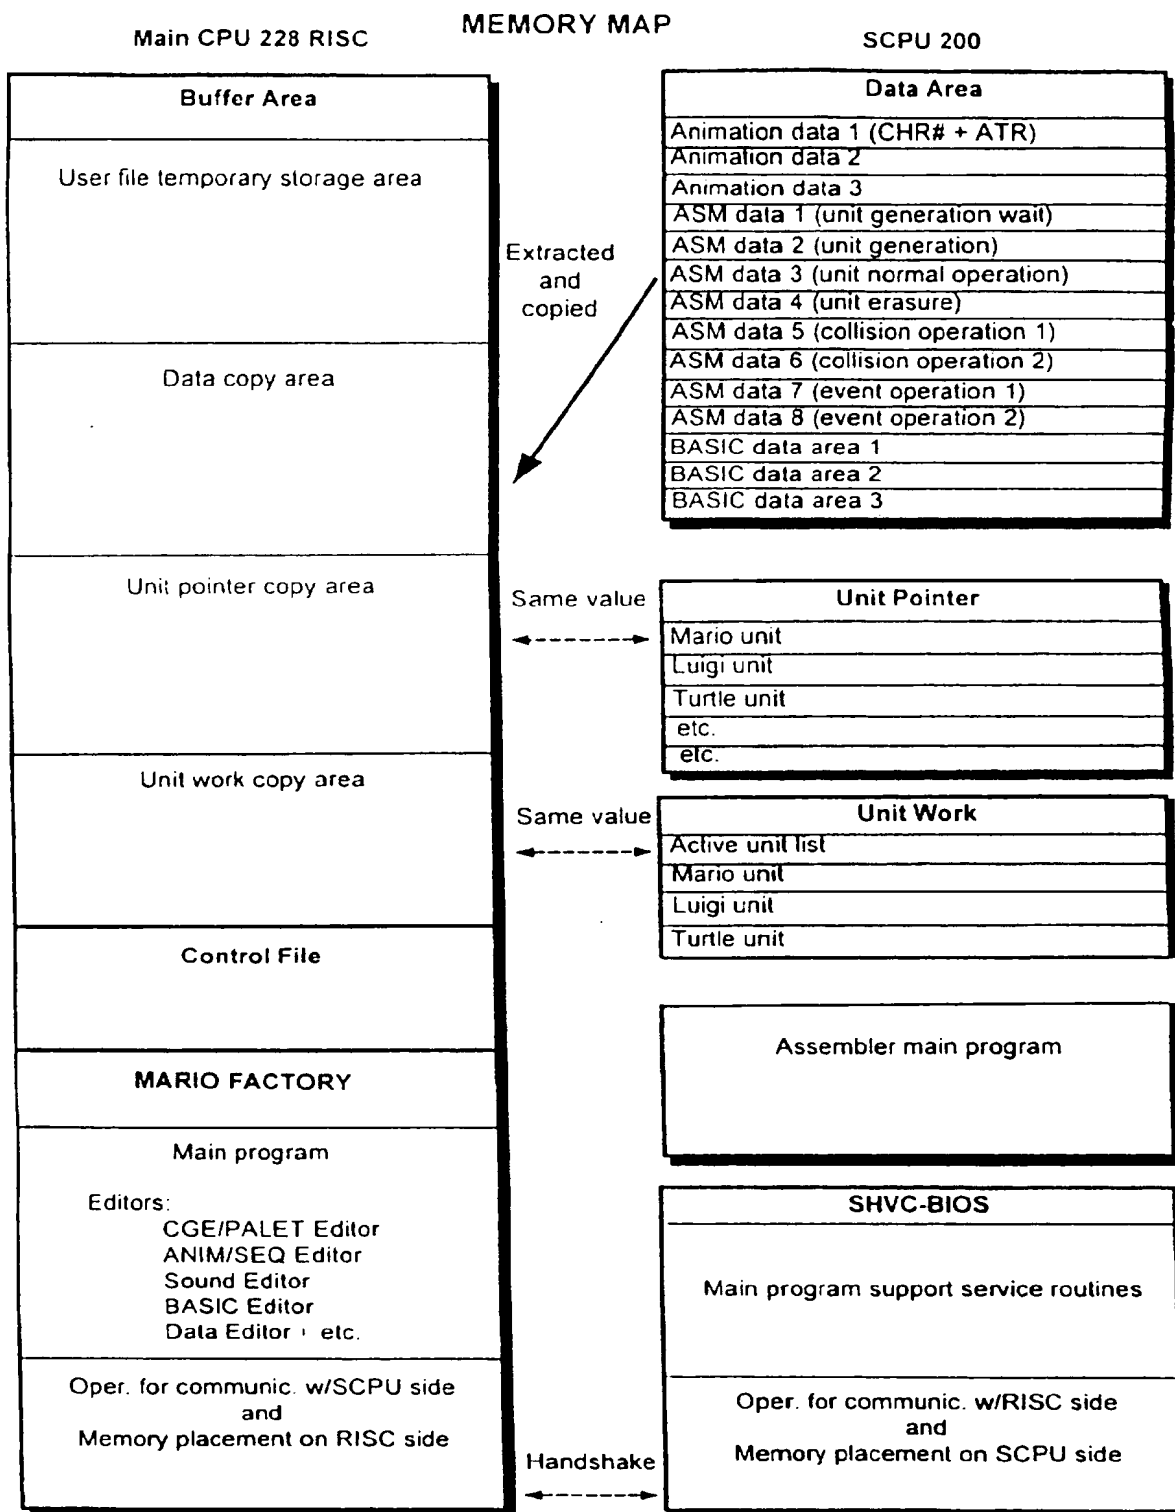 MEMORY MAP
Main CPU 228 RISC
Buffer Area
User file temporary storage area
Data copy area
Unit pointer copy area
Unit work copy area
Control File
MARIO FACTORY
Main program
Editors:
CGE/PALET Editor
ANIM/SEQ Editor
Sound Editor
BASIC Editor
Data Editor + etc.
Oper. for communic. w/SCPU side
and
Memory placement on RISC side
Extracted
and
copied
Same value
Same value
Handshake
SCPU 200
Data Area
Animation data 1 (CHR# + ATR)
Animation data 2
Animation data 3
ASM data 1 (unit generation wait)
ASM data 2 (unit generation)
ASM data 3 (unit normal operation)
ASM data 4 (unit erasure)
ASM data 5 (collision operation 1)
ASM data 6 (collision operation 2)
ASM data 7 (event operation 1)
ASM data 8 (event operation 2)
BASIC data area 1
BASIC data area 2
BASIC data area 3
Unit Pointer
Mario unit
Luigi unit
Turtle unit
etc.
etc.
Unit Work
Active unit list
Mario unit
Luigi unit
Turtle unit
Assembler main program
SHVC-BIOS
Main program support service routines
Oper. for communic. w/RISC side
and
Memory placement on SCPU side